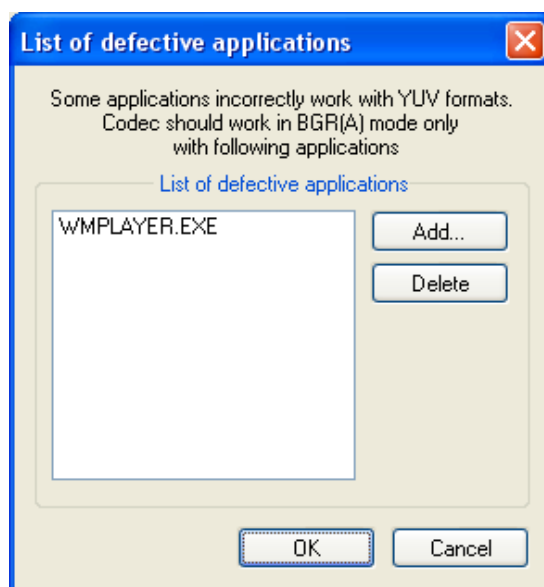 List of defective applications
Some applications incorrectly work with YUV formats.
Codec should work in BGR(A) mode only
with following applications
List of defective applications
WMPLAYER.EXE
Add...
Delete
OK
Cancel